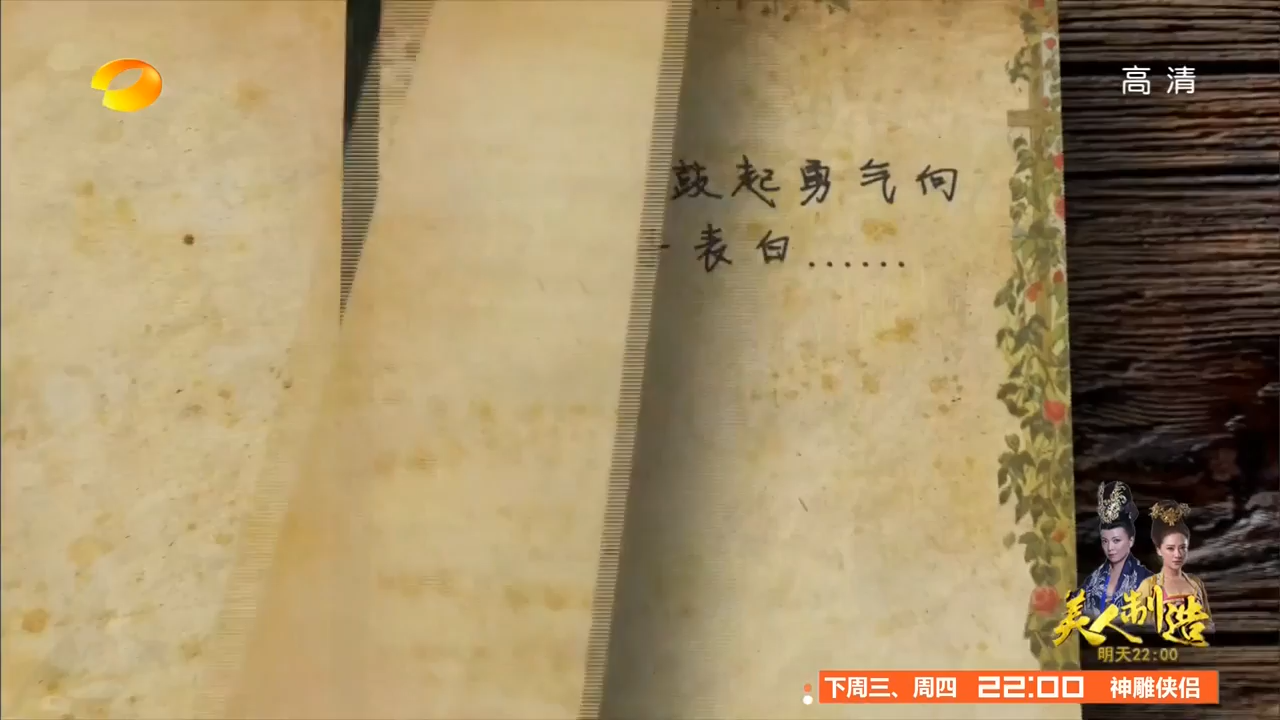 高清
鼓起勇气向
表白......
美人制造
明天22:00
下周三、周四 22:00 神雕侠侣